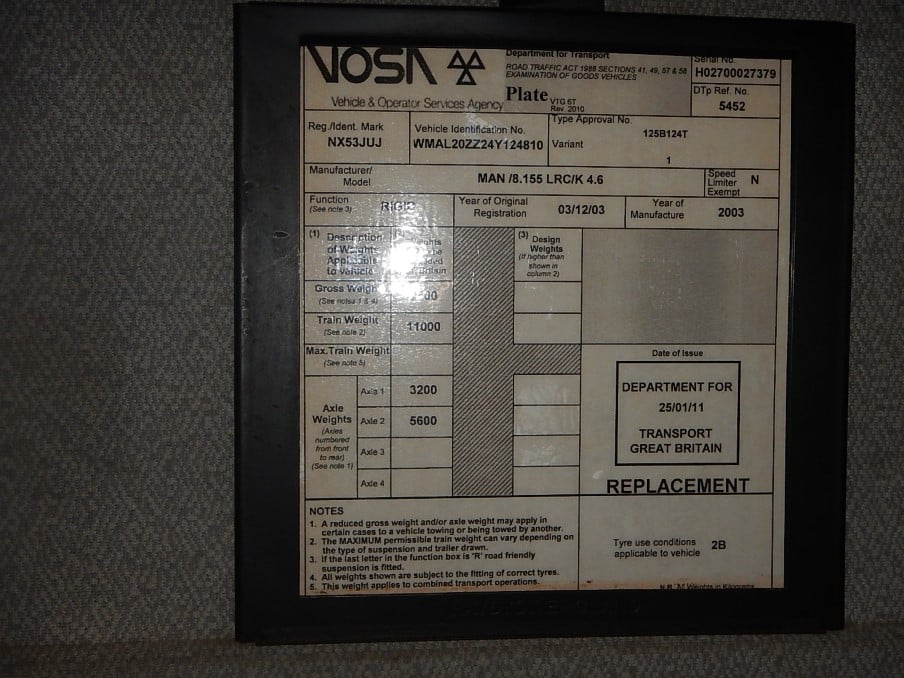 VOSA
Vehicle & Operator Services Agency
Department for Transport
ROAD TRAFFIC ACT 1988 SECTIONS 41, 49, 57 & 58
EXAMINATION OF GOODS VEHICLES
Plate VTG 6T
Rev. 2010
Serial No.
H02700027379
DTp Ref. No.
5452
Reg./Ident. Mark
NX53JUJ
Vehicle Identification No.
WMAL20ZZ24Y124810
Type Approval No.
125B124T
Variant
1
Manufacturer/
Model
MAN /8.155 LRC/K 4.6
Speed
Limiter
Exempt
N
Function
(See note 3)
Year of Original
Registration
03/12/03
Year of
Manufacture
2003
(1) Description
of Weights
Applicable
to vehicle
(3) Design
Weights
(If higher than
shown in
column 2)
Gross Weight
(See notes 1 & 4)
Train Weight
(See note 2)
11000
Max.Train Weight
(See note 5)
Axle
Weights
(Axles
numbered
from front
to rear)
(See note 1)
Axle 1
3200
Axle 2
5600
Axle 3
Axle 4
Date of Issue
DEPARTMENT FOR
25/01/11
TRANSPORT
GREAT BRITAIN
REPLACEMENT
NOTES
1. A reduced gross weight and/or axle weight may apply in
certain cases to a vehicle towing or being towed by another.
2. The MAXIMUM permissible train weight can vary depending on
the type of suspension and trailer drawn.
3. If the last letter in the function box is 'R' road friendly
suspension is fitted.
4. All weights shown are subject to the fitting of correct tyres.
5. This weight applies to combined transport operations.
Tyre use conditions
applicable to vehicle
2B
Weights in Kilograms